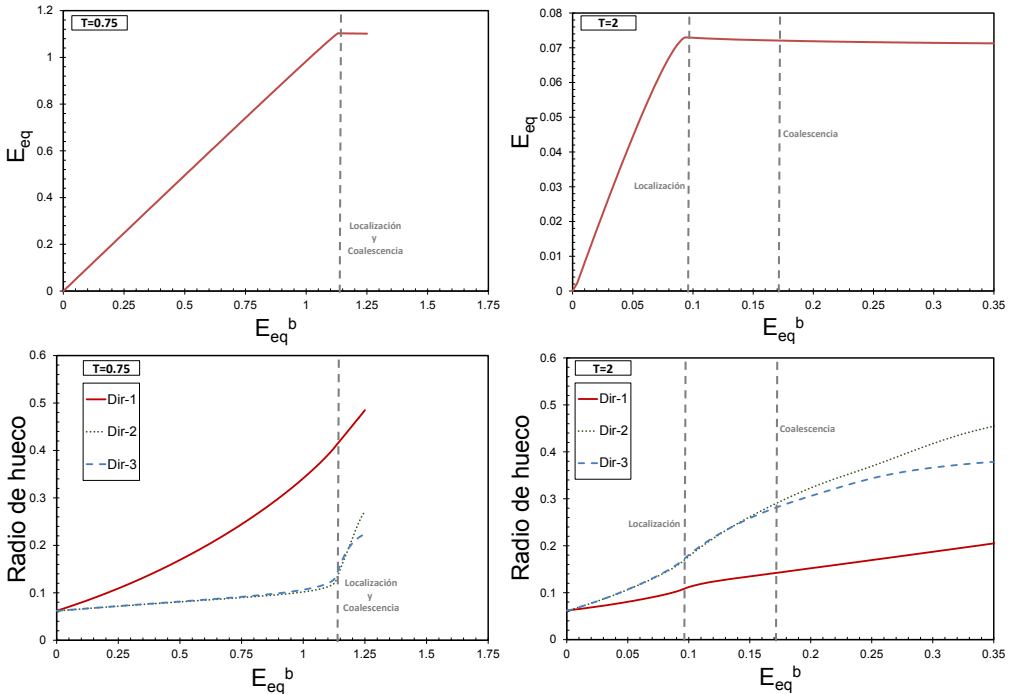 T=0.75
1.2
1
0.8
0.6
0.4
0.2
0
E_eq
Localización
y
Coalescencia
0
0.25
0.5
0.75
1
1.25
1.5
1.75
E_eq^b
T=2
0.08
0.07
0.06
0.05
0.04
0.03
0.02
0.01
0
E_eq
Localización
Coalescencia
0
0.05
0.1
0.15
0.2
0.25
0.3
0.35
E_eq^b
T=0.75
Dir-1
Dir-2
Dir-3
0.6
0.5
0.4
0.3
0.2
0.1
0
Radio de hueco
Localización
y
Coalescencia
0
0.25
0.5
0.75
1
1.25
1.5
1.75
E_eq^b
T=2
Dir-1
Dir-2
Dir-3
0.6
0.5
0.4
0.3
0.2
0.1
0
Radio de hueco
Coalescencia
Localización
0
0.05
0.1
0.15
0.2
0.25
0.3
0.35
E_eq^b